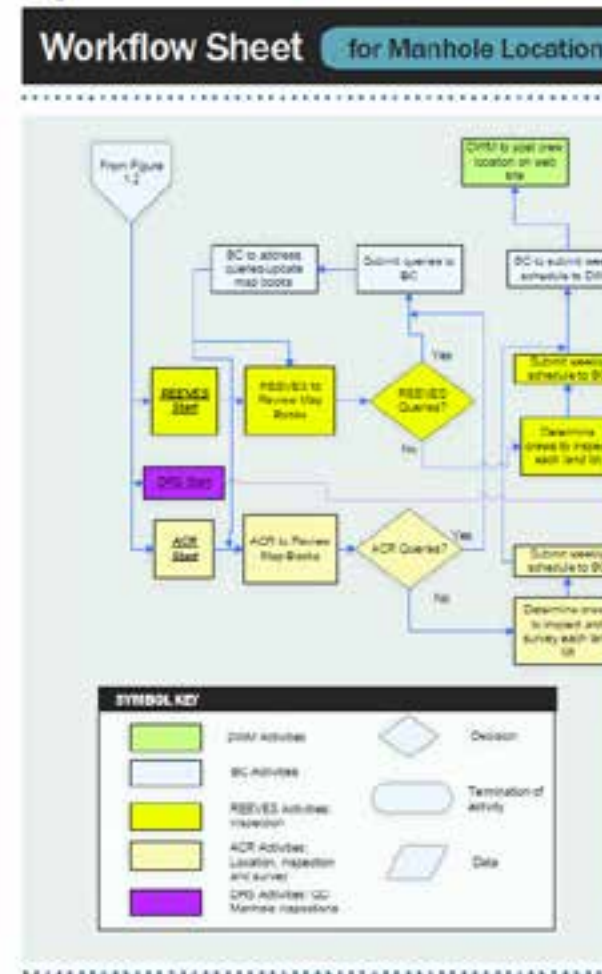 Workflow Sheet for Manhole Location
From Figure
1.2
DWM to post crew
location on web
site
BC to address
queries-update
map books
Submit queries to
BC
BC to submit
schedule to
REEVES
Start
REEVES to
Review Map
Books
REEVES
Queries?
Yes
No
Submit weekly
schedule to
Determine
crews to inspect
each land lot
DRG Start
ACR
Start
ACR to Review
Map Books
ACR Queries?
Yes
No
Submit weekly
schedule to
Determine
to inspect and
survey each
lot
SYMBOL KEY
DWM Activities
BC Activities
REEVES Activities:
Inspection
ACR Activities:
Location, inspection
and survey
DRG Activities:
Manhole inspections
Decision
Termination of
activity
Data